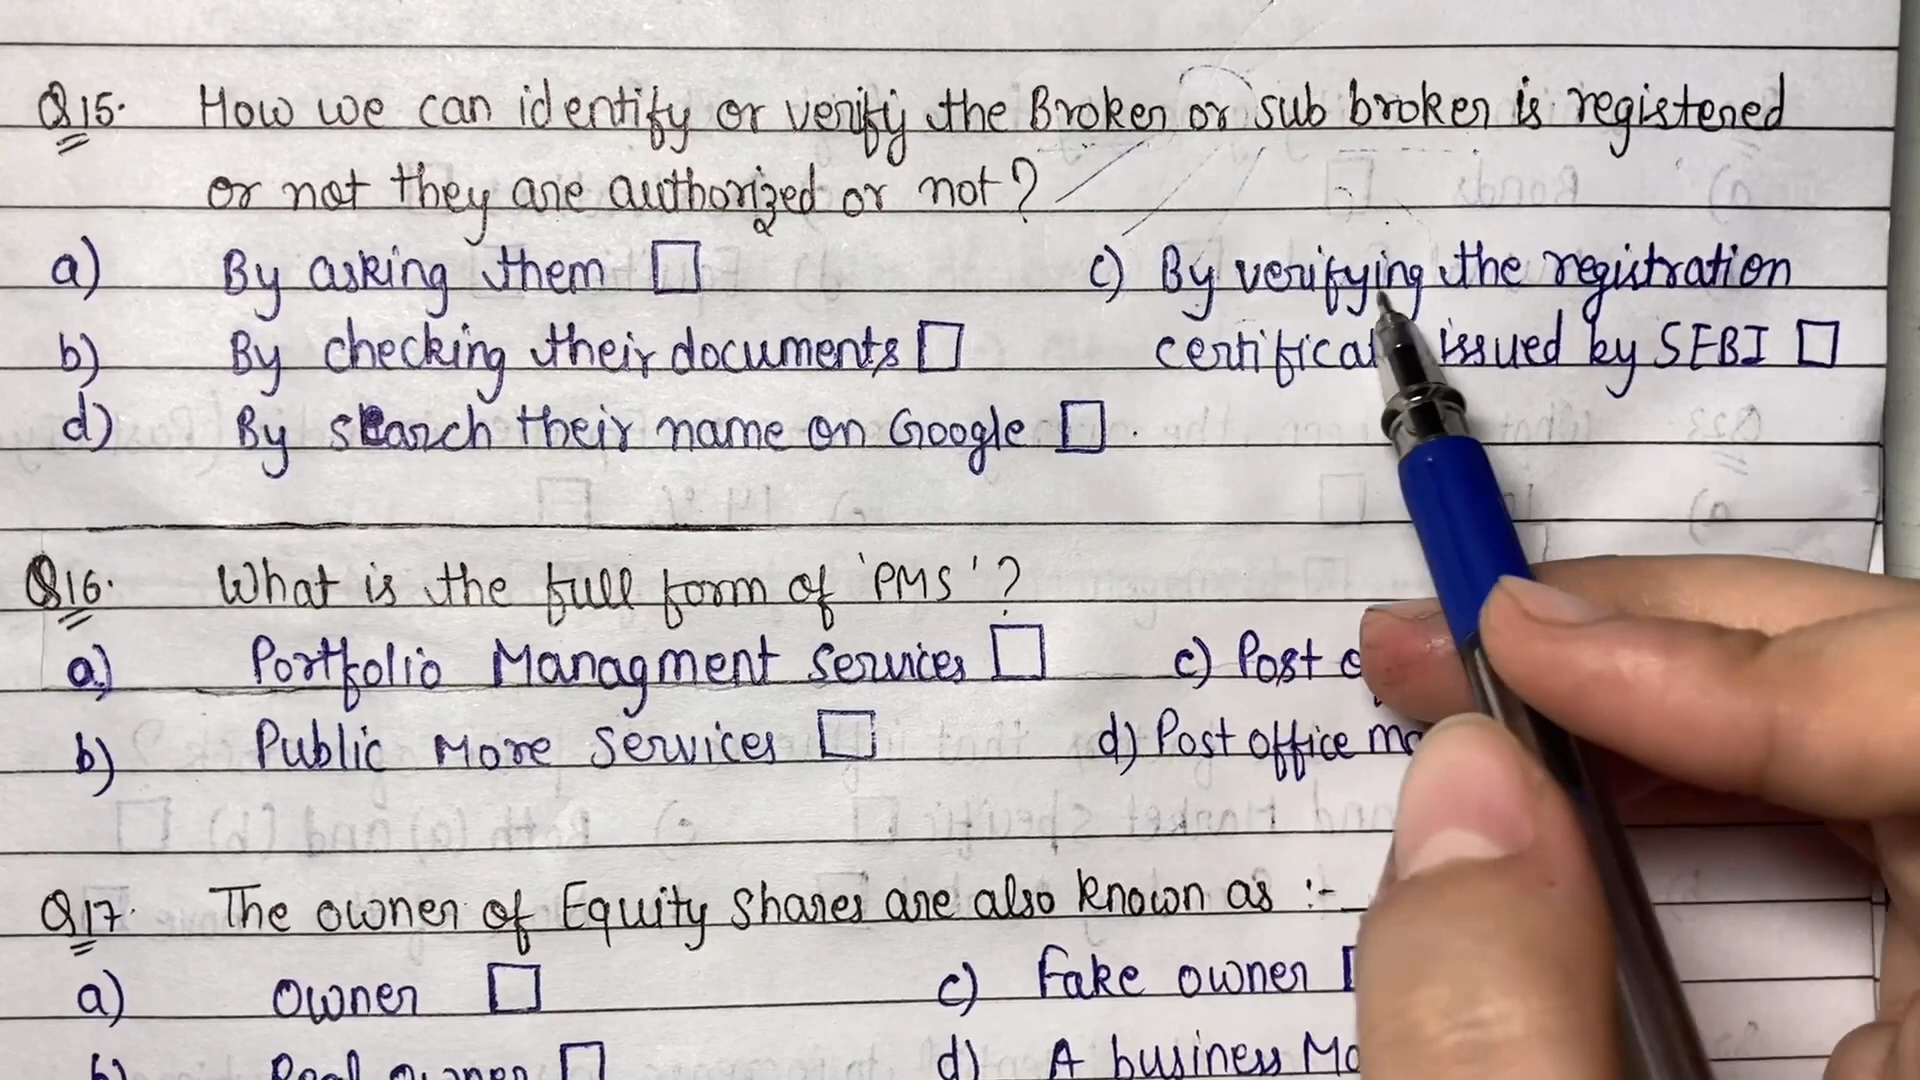 Q15. How we can identify or verify the Broker or sub broker is registered
or not they are authorized or not?
a) By asking them
c) By verifying the registration
b) By checking their documents
issued by SEBI
d) By search their name on Google
Q16. What is the full form of 'PMS'?
a) Portfolio Managment Services
c) Post
b) Public More Services
d) Post office
Q17. The owner of Equity Shares are also known as :-
a) Owner
c) Fake owner
b) Real owner
d) A business